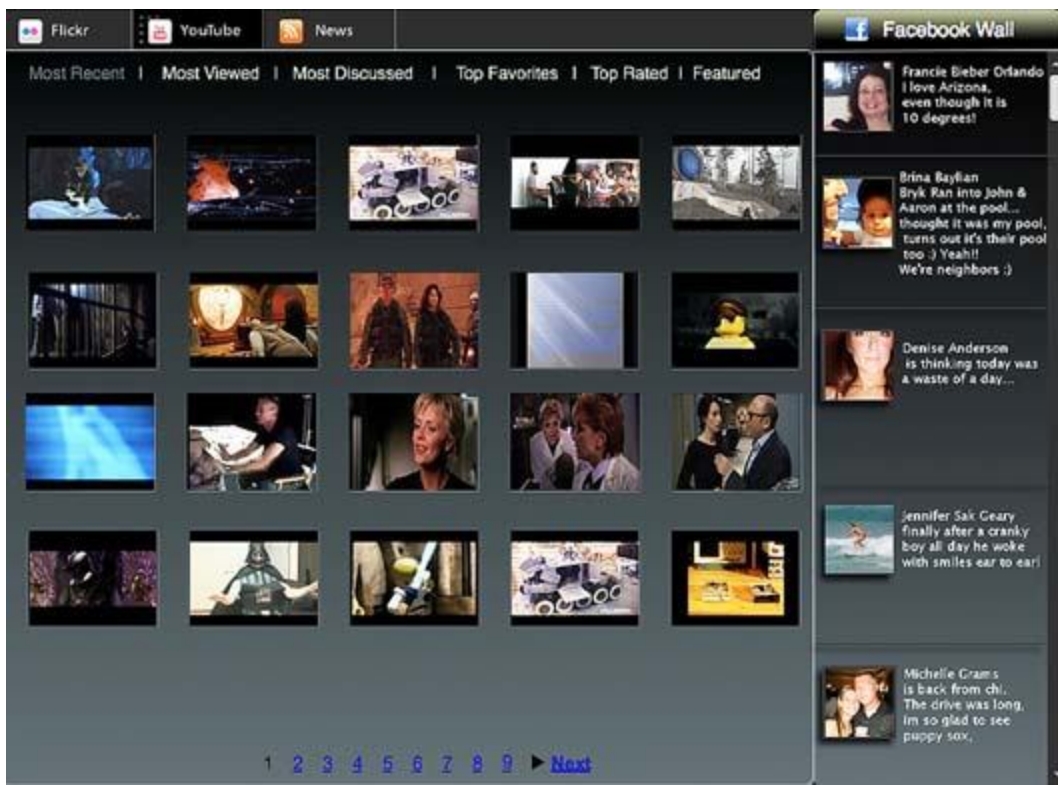 Flickr
YouTube
News
Facebook Wall
Most Recent | Most Viewed | Most Discussed | Top Favorites | Top Rated | Featured
Francie Bieber Orlando
I love Arizona,
even though it is
10 degrees!
Brina Baylian
Bryk Ran into John &
Aaron at the pool...
thought it was my pool,
turns out it's their pool
too :) Yeah!!
We're neighbors :)
Denise Anderson
is thinking today was
a waste of a day...
Jennifer Sak Geary
finally after a cranky
boy all day he woke
with smiles ear to ear!
Michelle Grams
is back from chi.
The drive was long,
im so glad to see
puppy sox,
1 2 3 4 5 6 7 8 9 ▶ Next